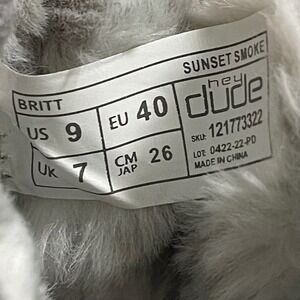 BRITT
SUNSET SMOKE
US 9
EU 40
UK 7
CM JAP 26
hey dude
SKU: 121773322
LOT: 0422-22-PD
MADE IN CHINA